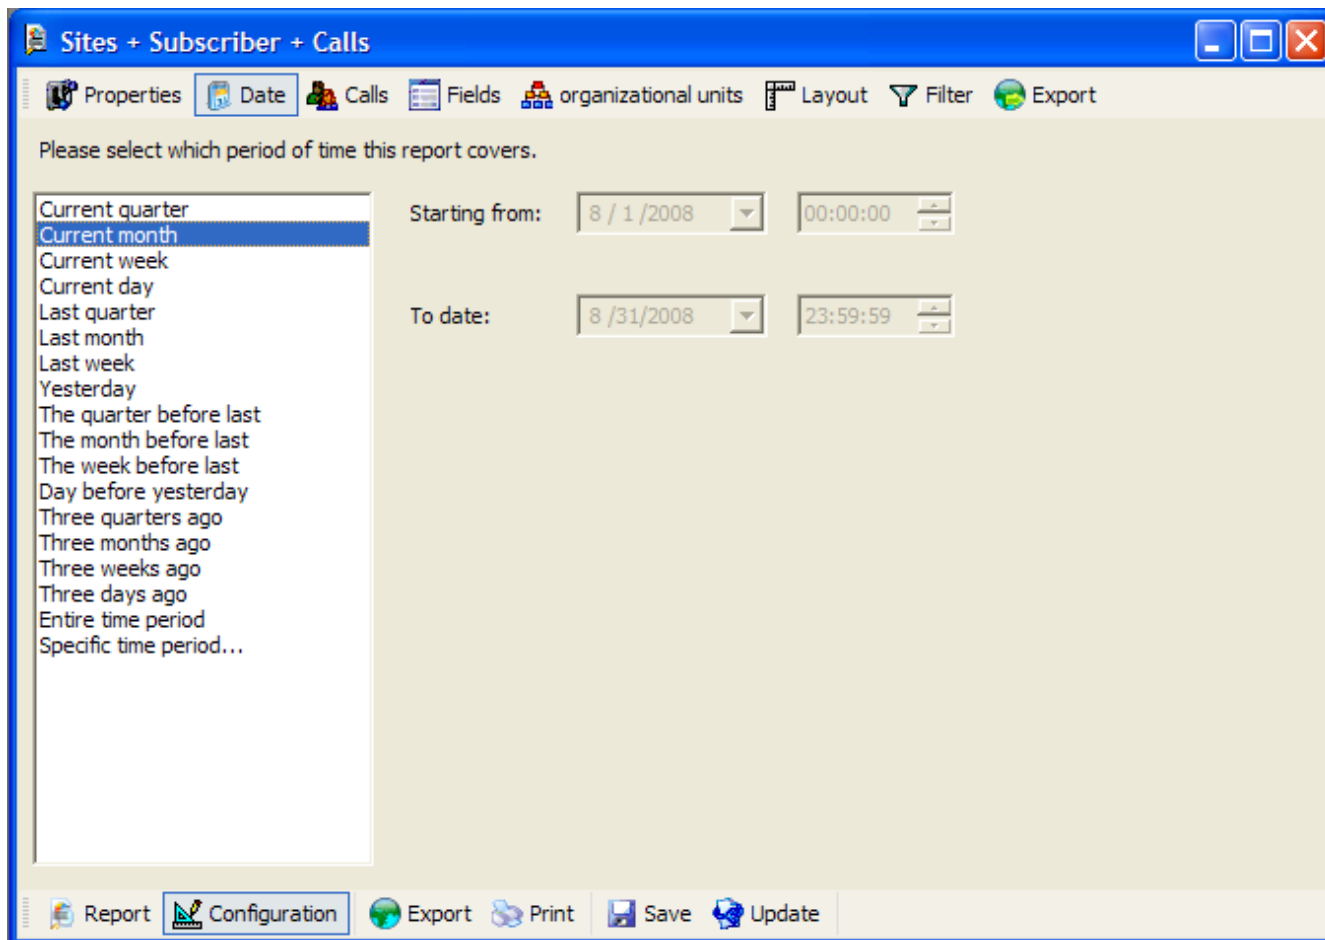 Sites + Subscriber + Calls
Properties Date Calls Fields organizational units Layout Filter Export
Please select which period of time this report covers.
Current quarter
Current month
Current week
Current day
Last quarter
Last month
Last week
Yesterday
The quarter before last
The month before last
The week before last
Day before yesterday
Three quarters ago
Three months ago
Three weeks ago
Three days ago
Entire time period
Specific time period...
Starting from: 8 / 1 /2008 00:00:00
To date: 8 /31/2008 23:59:59
Report Configuration Export Print Save Update